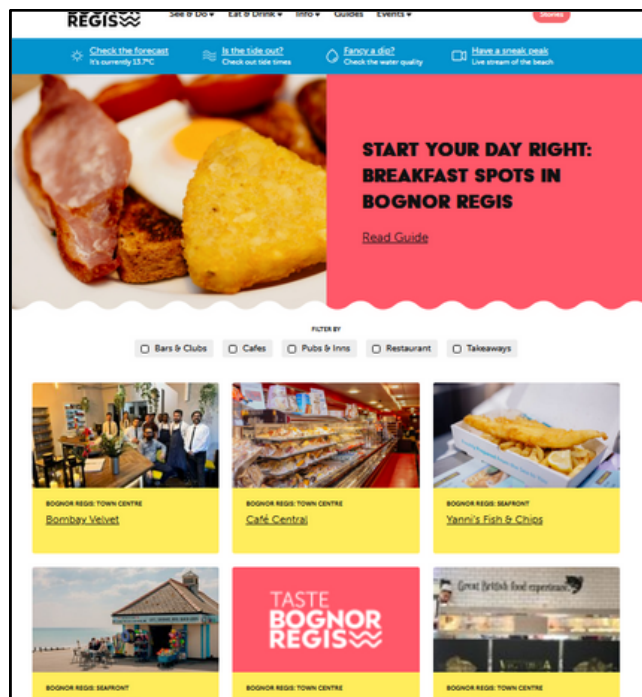 BOGNOR
REGIS
See & Do Eat & Drink Info Guides Events Stories
Check the forecast
It's currently 13.7°C
Is the tide out?
Check out tide times
Fancy a dip?
Check the water quality
Have a sneak peak
Live stream of the beach
START YOUR DAY RIGHT:
BREAKFAST SPOTS IN
BOGNOR REGIS
Read Guide
FILTER BY
Bars & Clubs Cafes Pubs & Inns Restaurant Takeaways
BOGNOR REGIS: TOWN CENTRE
Bombay Velvet
BOGNOR REGIS: TOWN CENTRE
Café Central
BOGNOR REGIS: SEAFRONT
Yanni's Fish & Chips
TASTE
BOGNOR
REGIS
Great British food experience
BOGNOR REGIS: SEAFRONT
BOGNOR REGIS: TOWN CENTRE
BOGNOR REGIS: TOWN CENTRE